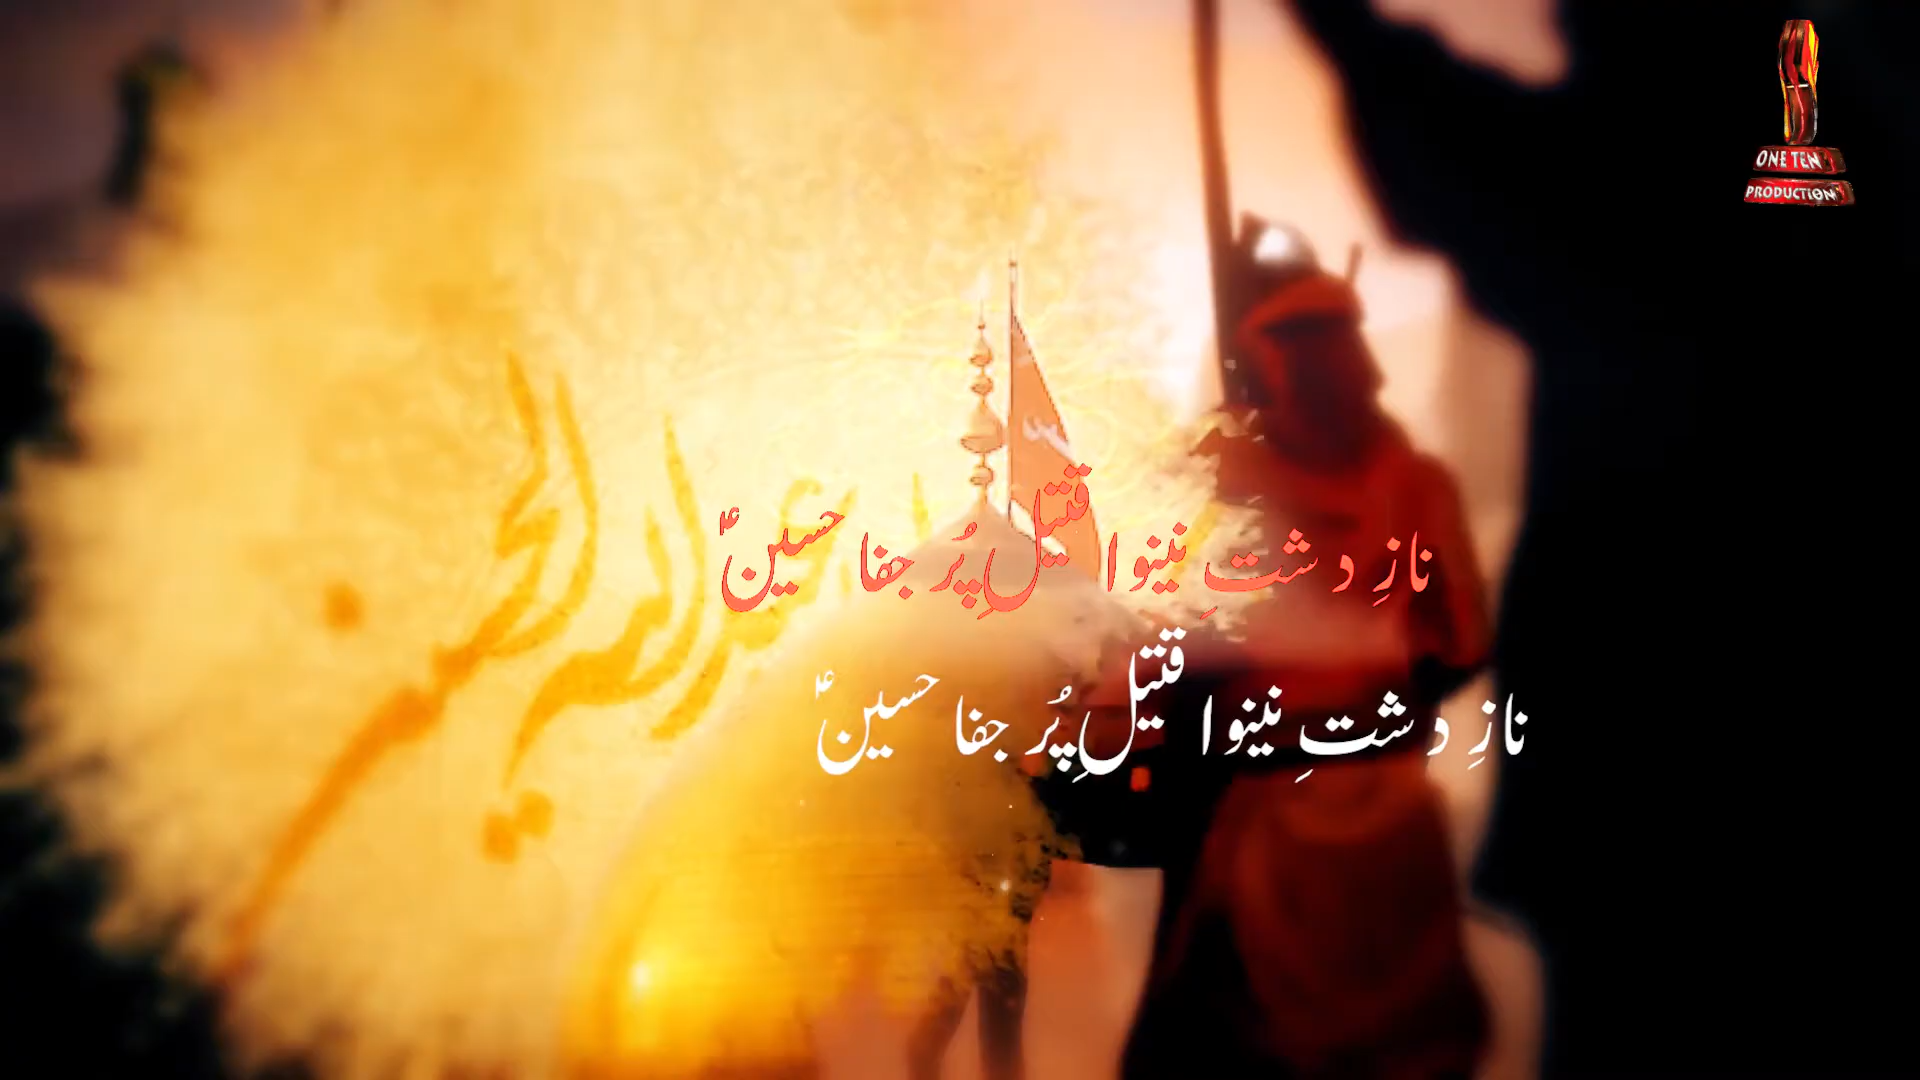 ONE TEN
PRODUCTION
نازِ دشتِ نینوا قتیلِ پُر جفا حسینؑ
نازِ دشتِ نینوا قتیلِ پُر جفا حسینؑ